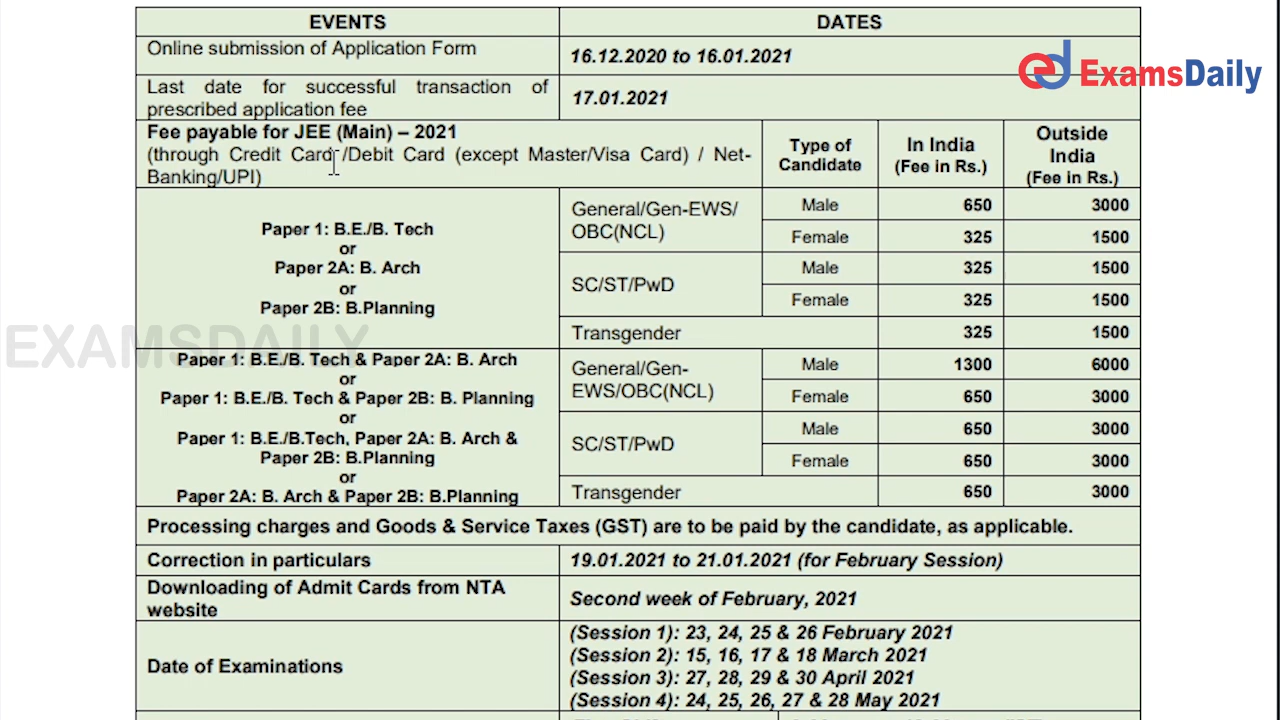 EVENTS DATES
Online submission of Application Form 16.12.2020 to 16.01.2021
ExamsDaily
Last date for successful transaction of
prescribed application fee
17.01.2021
Fee payable for JEE (Main) – 2021
(through Credit Card /Debit Card (except Master/Visa Card) / Net-
Banking/UPI)
Type of
Candidate
In India
(Fee in Rs.)
Outside
India
(Fee in Rs.)
Paper 1: B.E./B. Tech
or
Paper 2A: B. Arch
or
Paper 2B: B.Planning
General/Gen-EWS/
OBC(NCL)
Male 650 3000
Female 325 1500
SC/ST/PwD
Male 325 1500
Female 325 1500
Transgender 325 1500
EXAMSDAILY
Paper 1: B.E./B. Tech & Paper 2A: B. Arch
or
Paper 1: B.E./B. Tech & Paper 2B: B. Planning
or
Paper 1: B.E./B.Tech, Paper 2A: B. Arch &
Paper 2B: B.Planning
or
Paper 2A: B. Arch & Paper 2B: B.Planning
General/Gen-
EWS/OBC(NCL)
Male 1300 6000
Female 650 3000
SC/ST/PwD
Male 650 3000
Female 650 3000
Transgender 650 3000
Processing charges and Goods & Service Taxes (GST) are to be paid by the candidate, as applicable.
Correction in particulars 19.01.2021 to 21.01.2021 (for February Session)
Downloading of Admit Cards from NTA
website
Second week of February, 2021
Date of Examinations
(Session 1): 23, 24, 25 & 26 February 2021
(Session 2): 15, 16, 17 & 18 March 2021
(Session 3): 27, 28, 29 & 30 April 2021
(Session 4): 24, 25, 26, 27 & 28 May 2021